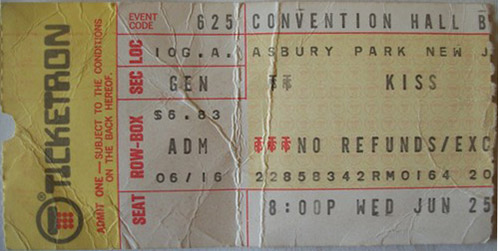 TICKETRON
ADMIT ONE — SUBJECT TO THE CONDITIONS
ON THE BACK HEREOF.
EVENT
CODE
SEC LOC
ROW-BOX
SEAT
625 CONVENTION HALL B
10G.A. ASBURY PARK NEW J
GEN KISS
$6.83
ADM NO REFUNDS/EXC
06/16 22858342RM0164 20
8:00P WED JUN 25